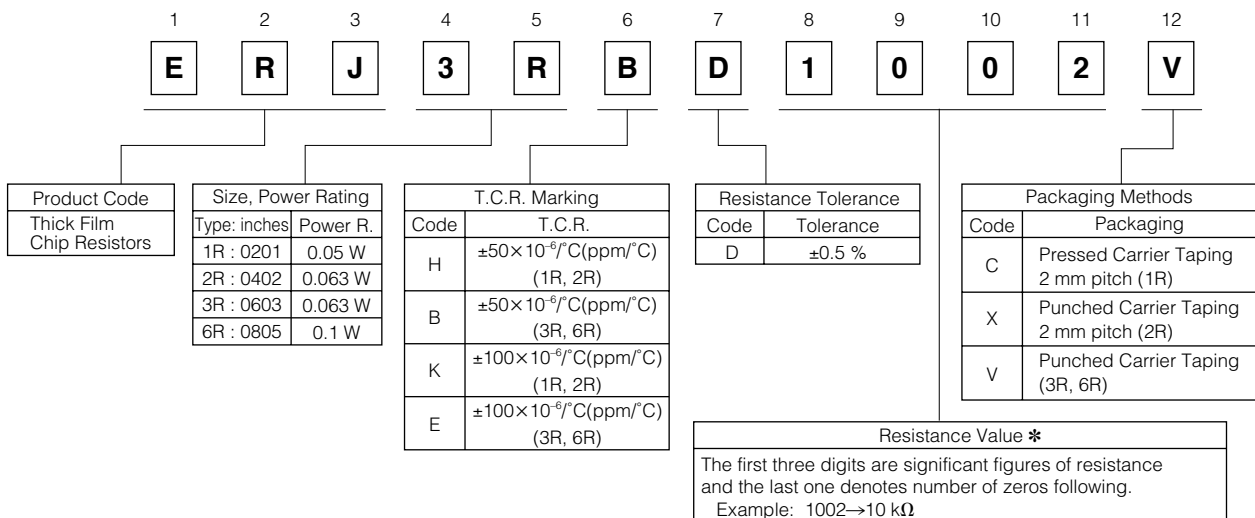 1 2 3 4 5 6 7 8 9 10 11 12
E R J 3 R B D 1 0 0 2 V
Product Code
Thick Film
Chip Resistors
Size, Power Rating
Type: inches Power R.
1R : 0201 0.05 W
2R : 0402 0.063 W
3R : 0603 0.063 W
6R : 0805 0.1 W
T.C.R. Marking
Code T.C.R.
H ±50×10⁻⁶/°C(ppm/°C)
(1R, 2R)
B ±50×10⁻⁶/°C(ppm/°C)
(3R, 6R)
K ±100×10⁻⁶/°C(ppm/°C)
(1R, 2R)
E ±100×10⁻⁶/°C(ppm/°C)
(3R, 6R)
Resistance Tolerance
Code Tolerance
D ±0.5 %
Packaging Methods
Code Packaging
C Pressed Carrier Taping
2 mm pitch (1R)
X Punched Carrier Taping
2 mm pitch (2R)
V Punched Carrier Taping
(3R, 6R)
Resistance Value ✻
The first three digits are significant figures of resistance
and the last one denotes number of zeros following.
Example: 1002→10 kΩ